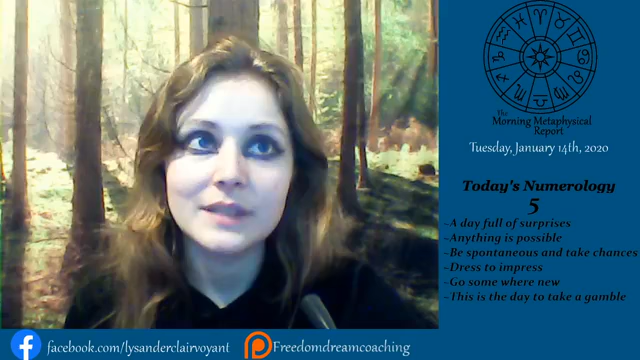 The
Morning Metaphysical
Report
Tuesday, January 14th, 2020
Today's Numerology
5
~A day full of surprises
~Anything is possible
~Be spontaneous and take chances
~Dress to impress
~Go some where new
~This is the day to take a gamble
facebook.com/lysanderclairvoyant
Freedomdreamcoaching